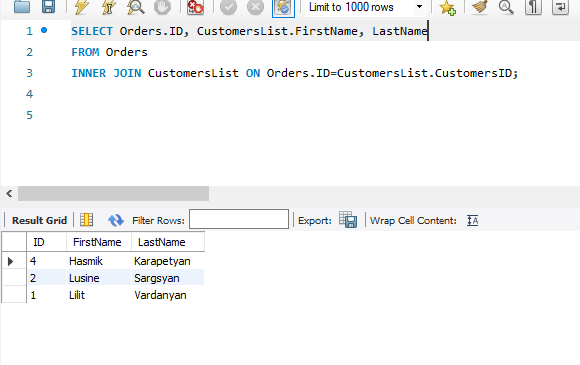 Limit to 1000 rows
1 SELECT Orders.ID, CustomersList.FirstName, LastName
2 FROM Orders
3 INNER JOIN CustomersList ON Orders.ID=CustomersList.CustomersID;
4
5
Result Grid Filter Rows: Export: Wrap Cell Content:
ID FirstName LastName
4 Hasmik Karapetyan
2 Lusine Sargsyan
1 Lilit Vardanyan